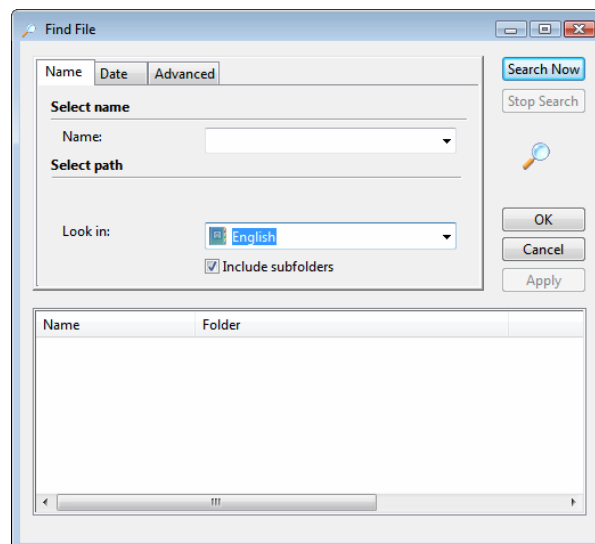 Find File
Name Date Advanced
Search Now
Select name
Stop Search
Name:
Select path
Look in: English
OK
Include subfolders
Cancel
Apply
Name Folder